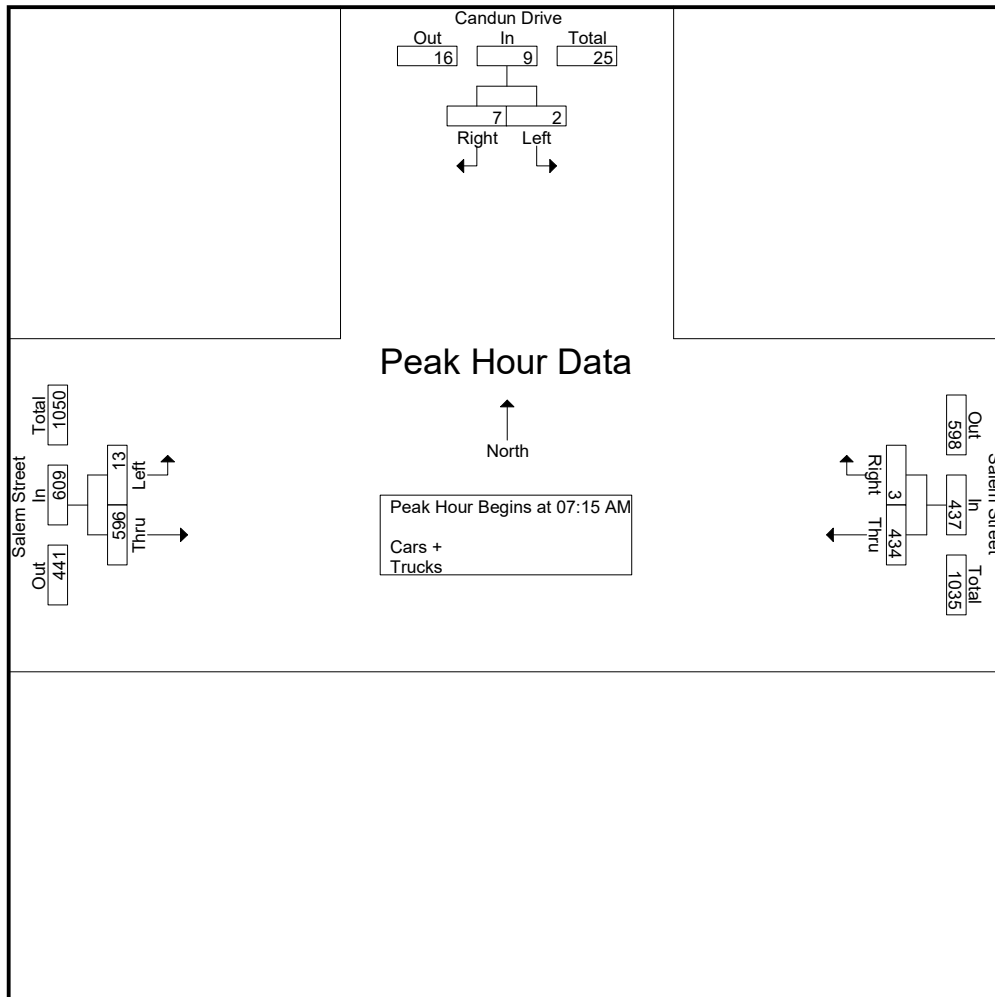 Candun Drive
Out In Total
16 9 25
7 2
Right Left
Peak Hour Data
North
Peak Hour Begins at 07:15 AM
Cars +
Trucks
Salem Street
Total In Out
1050 609 441
13 596
Left Thru
Salem Street
Out In Total
598 437 1035
3 434
Right Thru